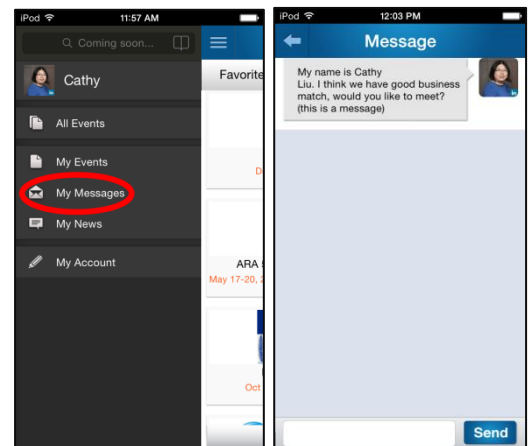 iPod 11:57 AM
Coming soon...
Cathy
All Events
My Events
My Messages
My News
My Account
Favorite
D
ARA
May 17-20, 2
Oct
iPod 12:03 PM
Message
My name is Cathy
Liu. I think we have good business
match, would you like to meet?
(this is a message)
Send